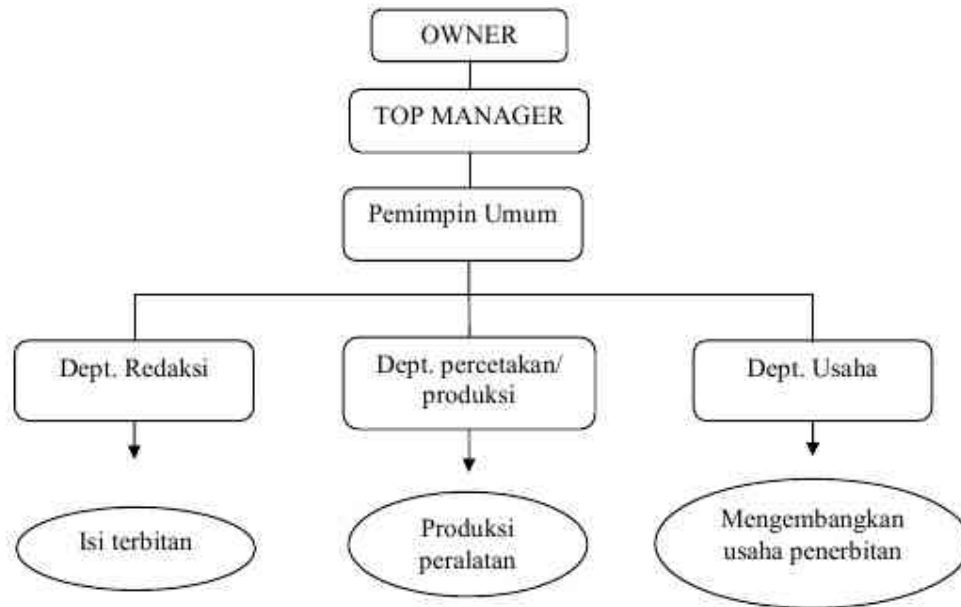 OWNER
TOP MANAGER
Pemimpin Umum
Dept. Redaksi
Dept. percetakan/
produksi
Dept. Usaha
Isi terbitan
Produksi
peralatan
Mengembangkan
usaha penerbitan